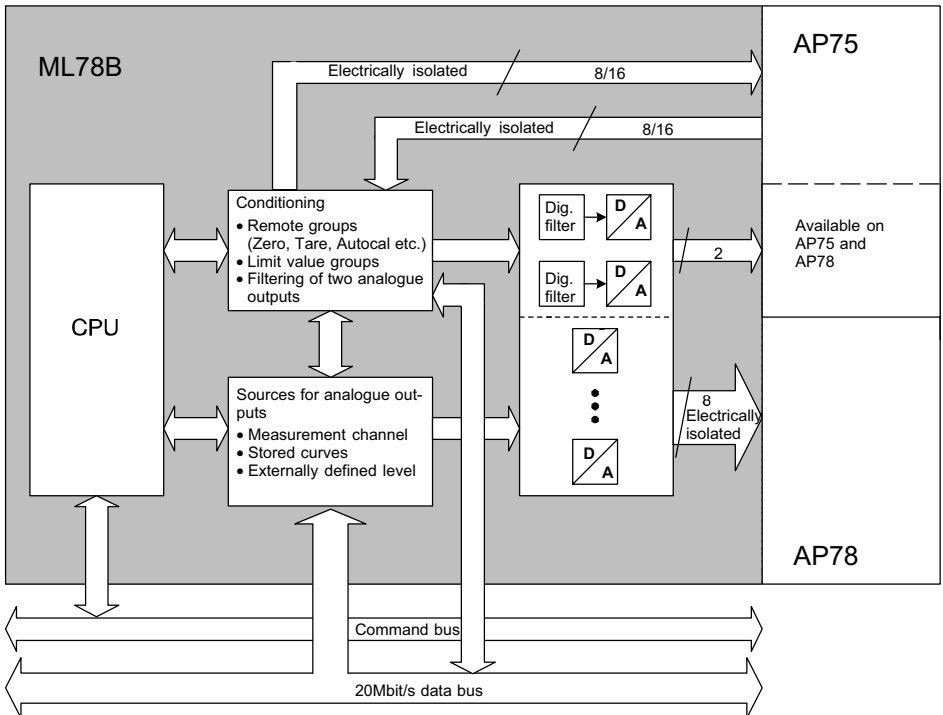 ML78B
AP75
Electrically isolated
8/16
Electrically isolated
8/16
CPU
Conditioning
• Remote groups
(Zero, Tare, Autocal etc.)
• Limit value groups
• Filtering of two analogue
outputs
Dig.
filter
D
A
Dig.
filter
D
A
2
Available on
AP75 and
AP78
Sources for analogue out-
puts
• Measurement channel
• Stored curves
• Externally defined level
D
A
D
A
8
Electrically
isolated
AP78
Command bus
20Mbit/s data bus